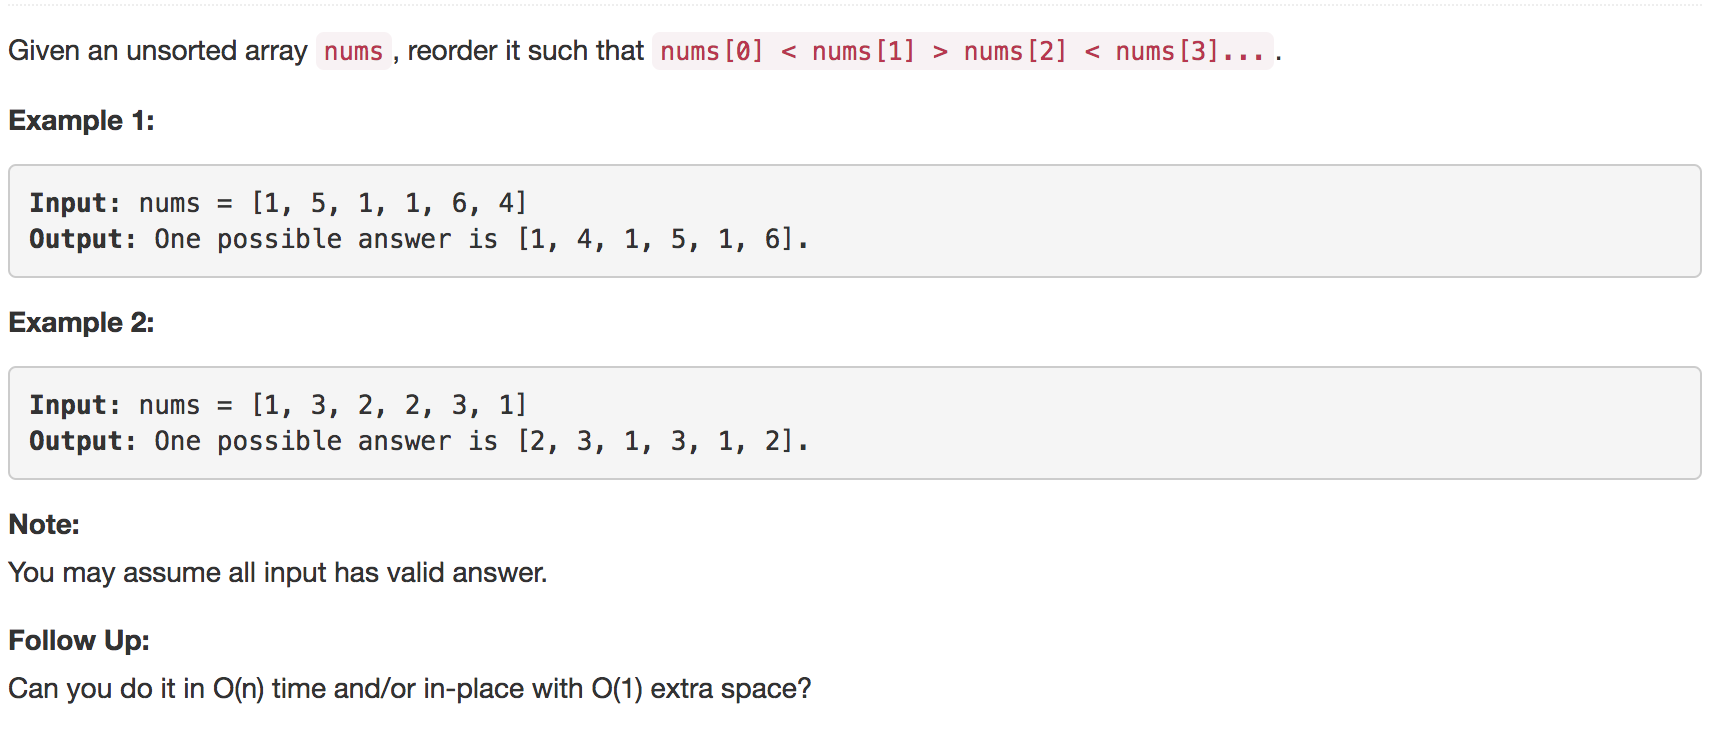 Given an unsorted array nums, reorder it such that nums[0] < nums[1] > nums[2] < nums[3]....
Example 1:
Input: nums = [1, 5, 1, 1, 6, 4]
Output: One possible answer is [1, 4, 1, 5, 1, 6].
Example 2:
Input: nums = [1, 3, 2, 2, 3, 1]
Output: One possible answer is [2, 3, 1, 3, 1, 2].
Note:
You may assume all input has valid answer.
Follow Up:
Can you do it in O(n) time and/or in-place with O(1) extra space?